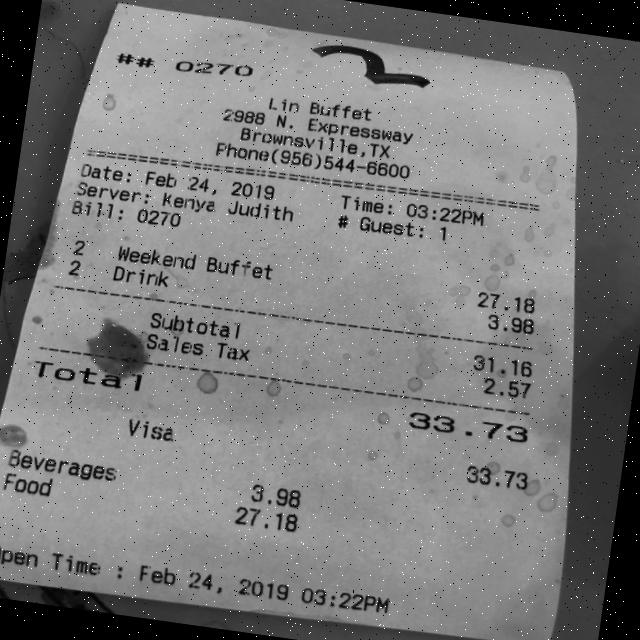 ## 0270
Lin Buffet
2988 N. Expressway
Brownsville,TX
Phone(956)544-6600
Date: Feb 24, 2019 Time: 03:22PM
Server: Kenya Judith # Guest: 1
Bill: 0270
2 Weekend Buffet 27.18
2 Drink 3.98
Subtotal 31.16
Sales Tax 2.57
Total 33.73
Visa 33.73
Beverages 3.98
Food 27.18
Open Time : Feb 24, 2019 03:22PM